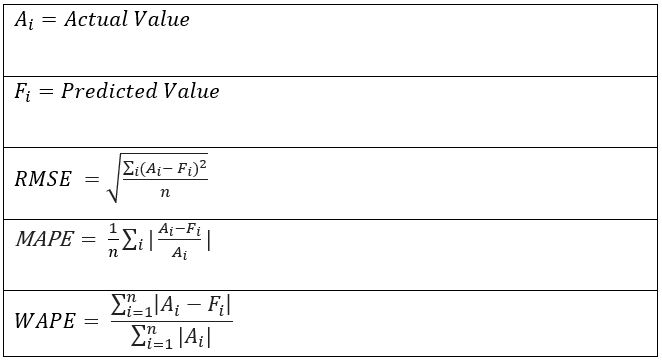 A_i = Actual Value
F_i = Predicted Value
RMSE = √(∑_i(A_i − F_i)² / n)
MAPE = 1/n ∑_i |(A_i−F_i)/A_i|
WAPE = ∑_{i=1}^{n}|A_i − F_i| / ∑_{i=1}^{n}|A_i|